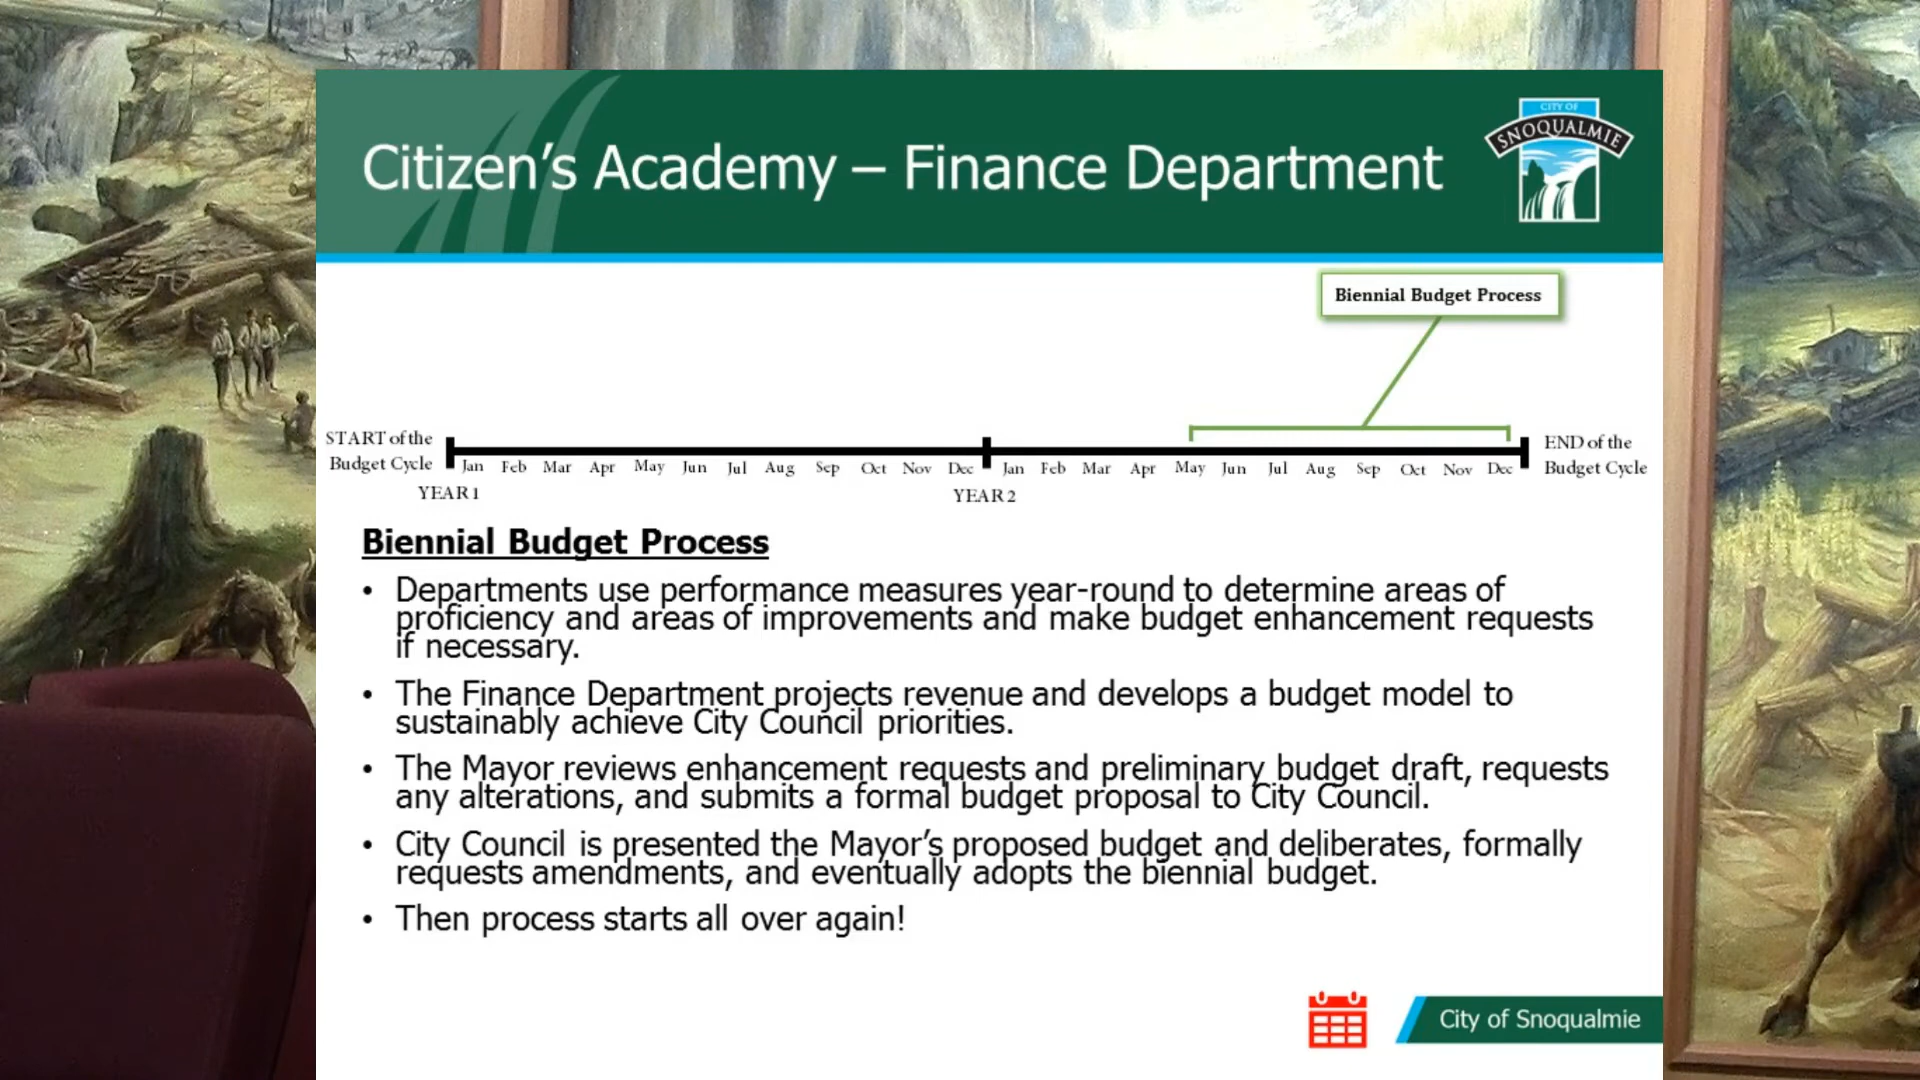 CITY OF
SNOQUALMIE
Citizen’s Academy – Finance Department
Biennial Budget Process
START of the
Budget Cycle
END of the
Budget Cycle
Jan Feb Mar Apr May Jun Jul Aug Sep Oct Nov Dec Jan Feb Mar Apr May Jun Jul Aug Sep Oct Nov Dec
YEAR 1 YEAR 2
Biennial Budget Process
• Departments use performance measures year-round to determine areas of
proficiency and areas of improvements and make budget enhancement requests
if necessary.
• The Finance Department projects revenue and develops a budget model to
sustainably achieve City Council priorities.
• The Mayor reviews enhancement requests and preliminary budget draft, requests
any alterations, and submits a formal budget proposal to City Council.
• City Council is presented the Mayor’s proposed budget and deliberates, formally
requests amendments, and eventually adopts the biennial budget.
• Then process starts all over again!
City of Snoqualmie